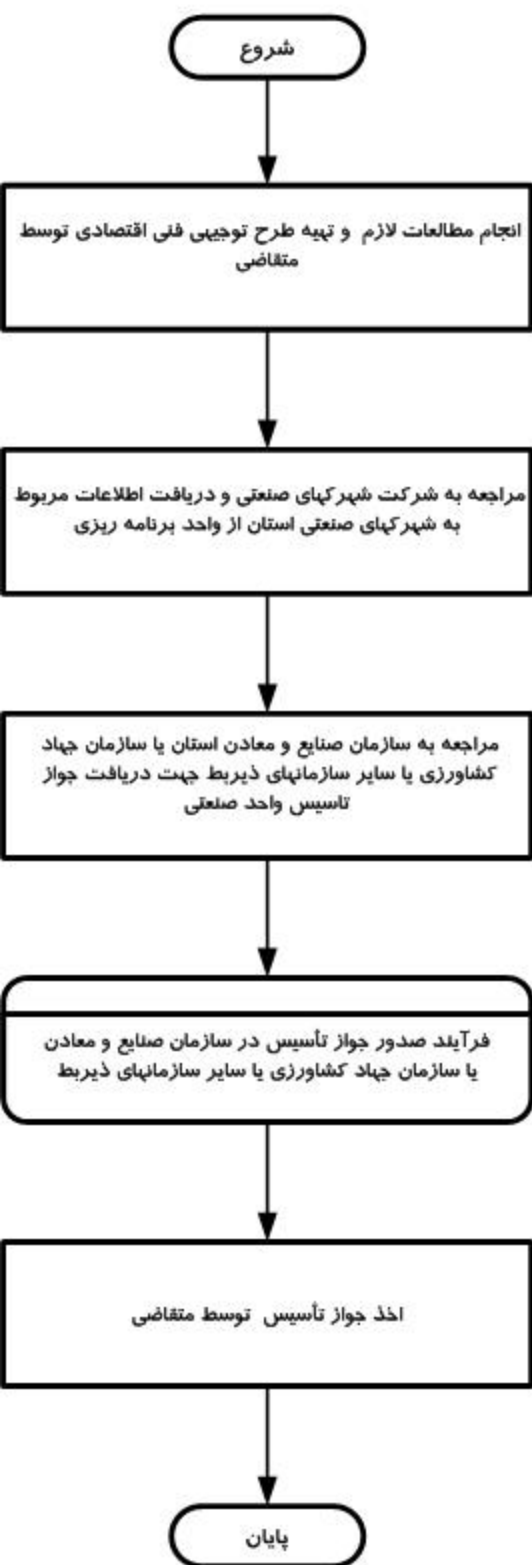 شروع
انجام مطالعات لازم و تهیه طرح توجیهی فنی اقتصادی توسط
متقاضی
مراجعه به شرکت شهرکهای صنعتی و دریافت اطلاعات مربوط
به شهرکهای صنعتی استان از واحد برنامه ریزی
مراجعه به سازمان صنایع و معادن استان یا سازمان جهاد
کشاورزی یا سایر سازمانهای ذیربط جهت دریافت جواز
تاسیس واحد صنعتی
فرآیند صدور جواز تأسیس در سازمان صنایع و معادن
یا سازمان جهاد کشاورزی یا سایر سازمانهای ذیربط
اخذ جواز تأسیس توسط متقاضی
پایان